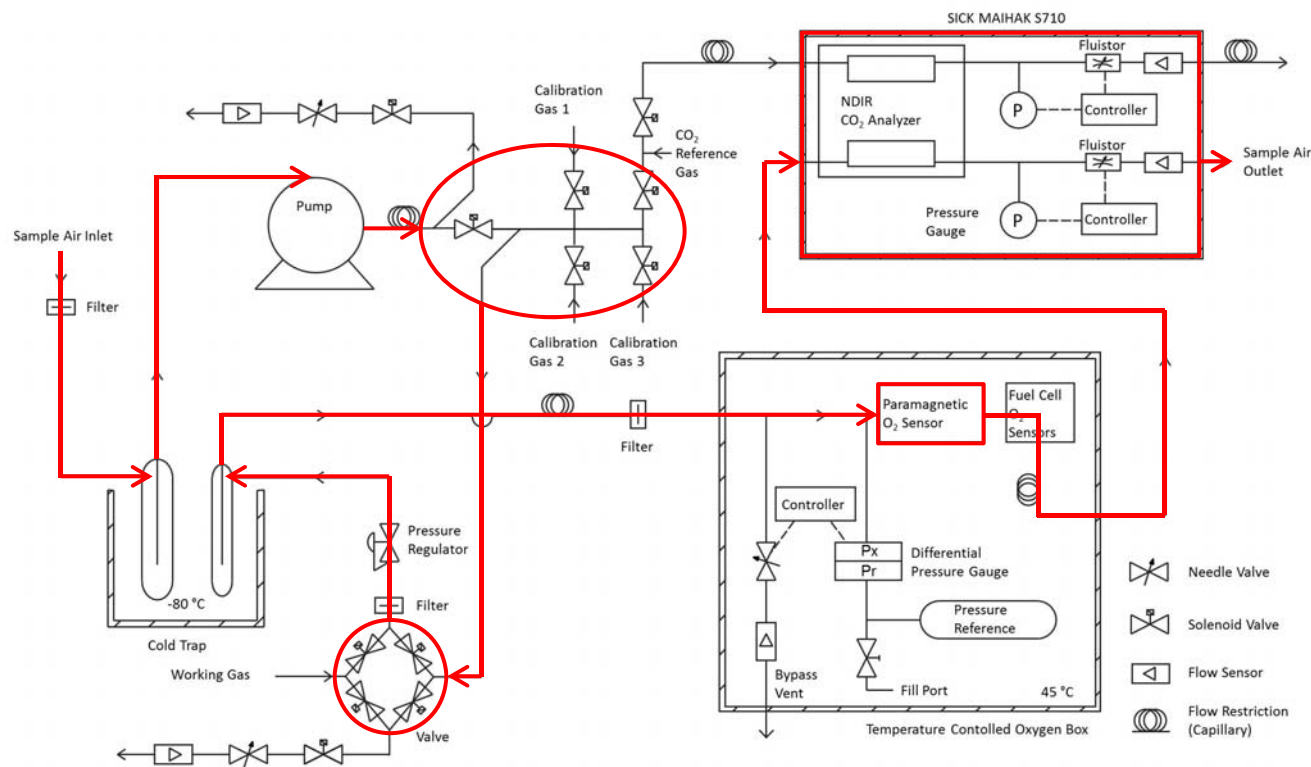 SICK MAIHAK S710
Fluistor
Calibration
Gas 1
NDIR
CO2 Analyzer
P
Controller
CO2
Reference
Gas
Fluistor
Sample Air
Outlet
Pump
Pressure
Gauge
P
Controller
Sample Air Inlet
Filter
Calibration
Gas 2
Calibration
Gas 3
Paramagnetic
O2 Sensor
Fuel Cell
O2
Sensors
Filter
Controller
Pressure
Regulator
Px
Pr
Differential
Pressure Gauge
Needle Valve
-80 °C
Filter
Pressure
Reference
Solenoid Valve
Cold Trap
Working Gas
Bypass
Vent
Fill Port
45 °C
Flow Sensor
Valve
Temperature Contolled Oxygen Box
Flow Restriction
(Capillary)